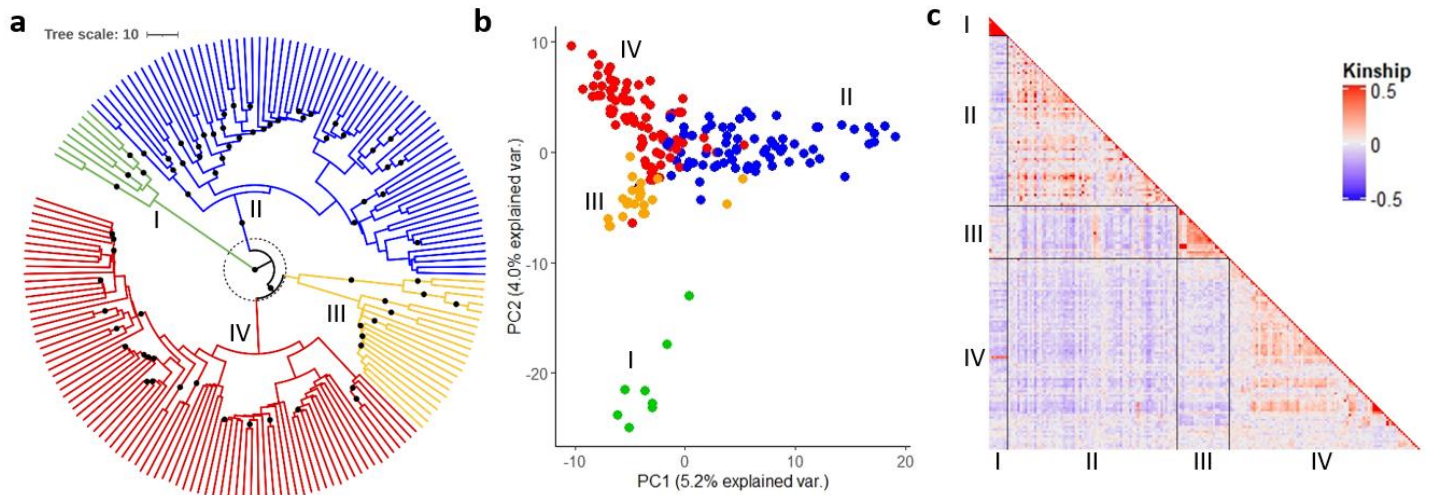 a
Tree scale: 10
I
II
III
IV
b
10
0
-10
-20
PC2 (4.0% explained var.)
IV
II
III
I
-10
0
10
20
PC1 (5.2% explained var.)
c
I
II
III
IV
I
II
III
IV
Kinship
0.5
0
-0.5